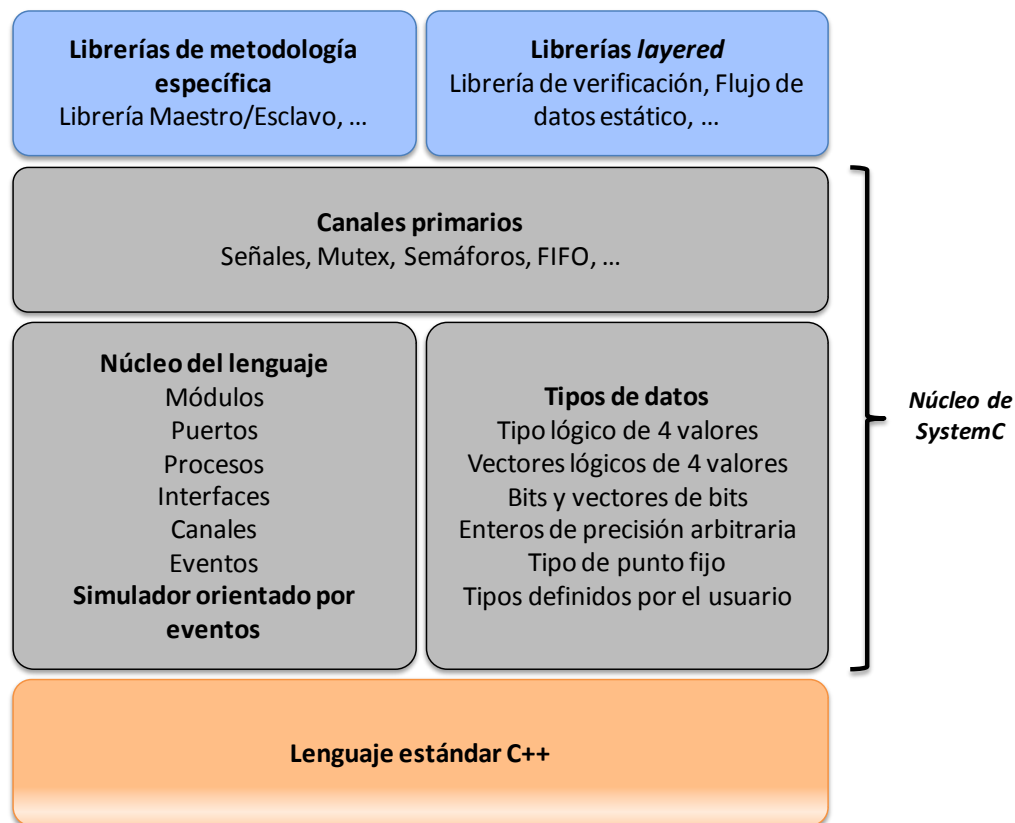 Librerías de metodología
específica
Librería Maestro/Esclavo, ...
Librerías layered
Librería de verificación, Flujo de
datos estático, ...
Canales primarios
Señales, Mutex, Semáforos, FIFO, ...
Núcleo del lenguaje
Módulos
Puertos
Procesos
Interfaces
Canales
Eventos
Simulador orientado por
eventos
Tipos de datos
Tipo lógico de 4 valores
Vectores lógicos de 4 valores
Bits y vectores de bits
Enteros de precisión arbitraria
Tipo de punto fijo
Tipos definidos por el usuario
Núcleo de
SystemC
Lenguaje estándar C++